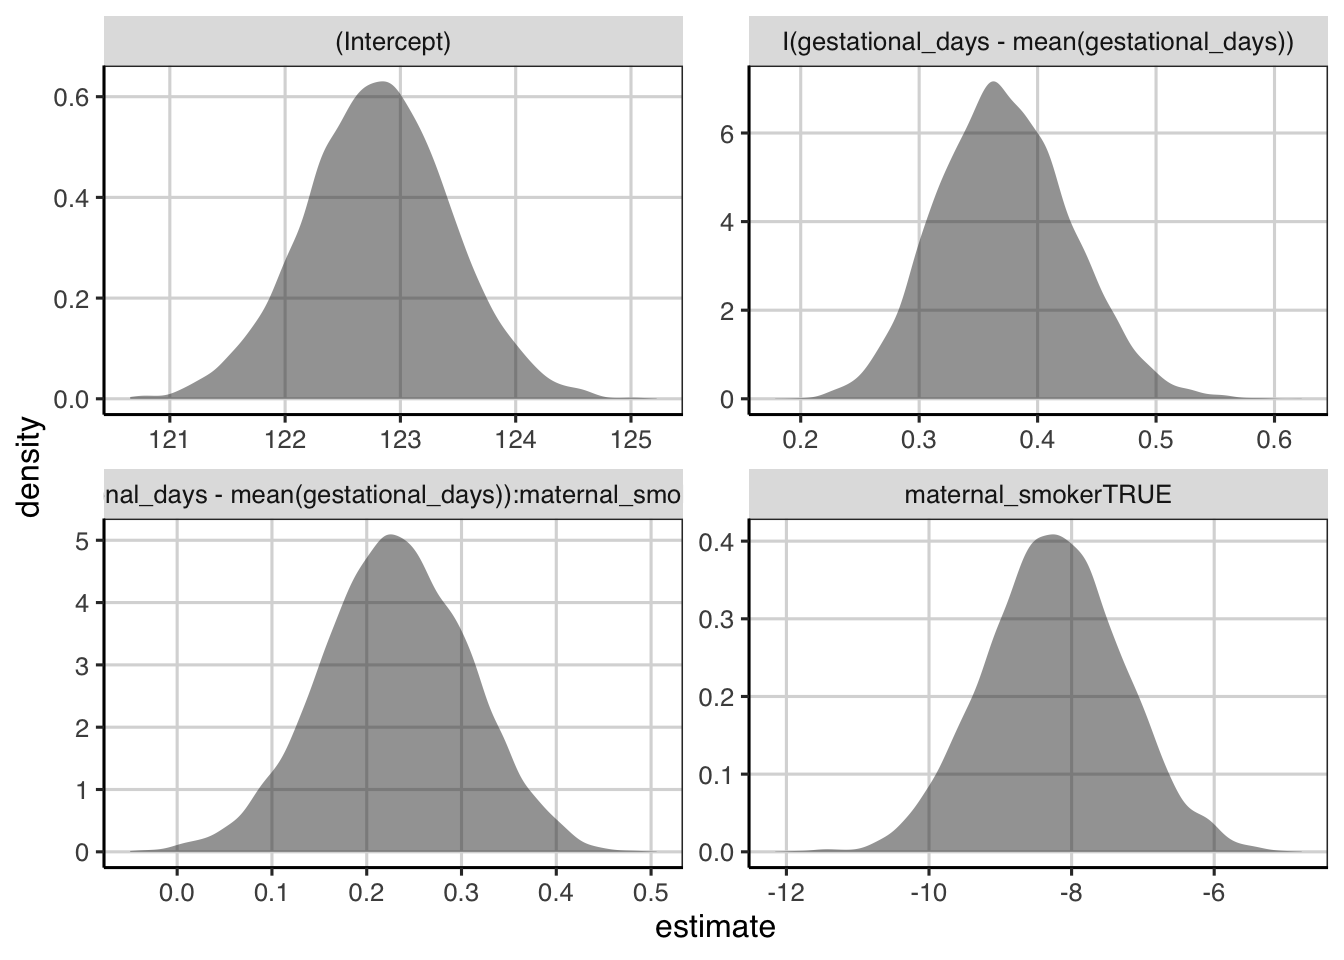 (Intercept)
I(gestational_days - mean(gestational_days))
0.6
0.4
0.2
0.0
121 122 123 124 125
6
4
2
0
0.2 0.3 0.4 0.5 0.6
nal_days - mean(gestational_days)):maternal_smo
maternal_smokerTRUE
5
4
3
2
1
0
0.0 0.1 0.2 0.3 0.4 0.5
0.4
0.3
0.2
0.1
0.0
-12 -10 -8 -6
density
estimate